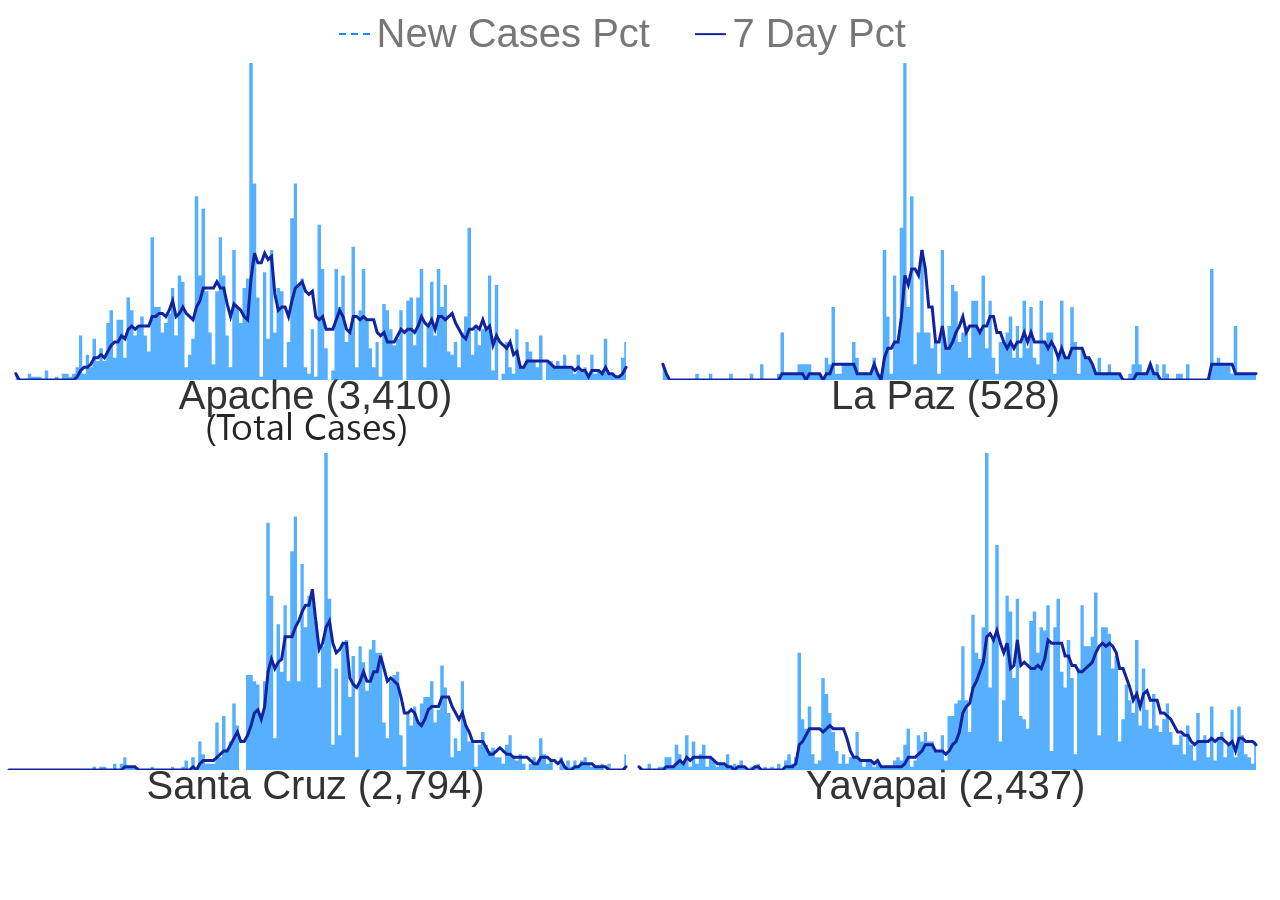 New Cases Pct 7 Day Pct
Apache (3,410) La Paz (528)
(Total Cases)
Santa Cruz (2,794) Yavapai (2,437)